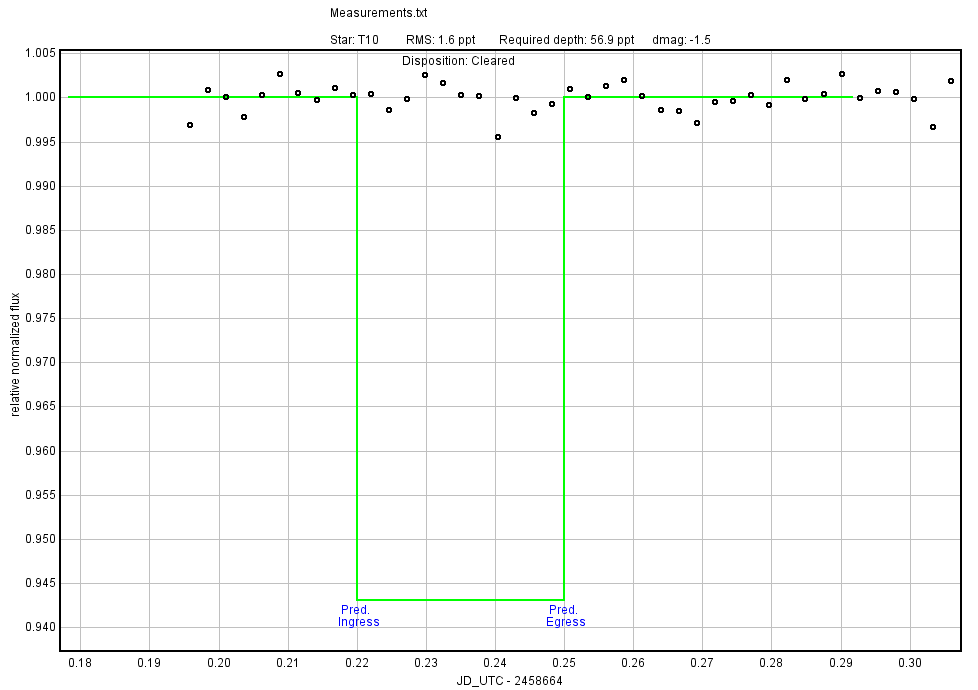 Measurements.txt
Star: T10 RMS: 1.6 ppt Required depth: 56.9 ppt dmag: -1.5
Disposition: Cleared
1.005
1.000
0.995
0.990
0.985
0.980
0.975
0.970
0.965
0.960
0.955
0.950
0.945
0.940
relative normalized flux
Pred.
Ingress
Pred.
Egress
0.18 0.19 0.20 0.21 0.22 0.23 0.24 0.25 0.26 0.27 0.28 0.29 0.30
JD_UTC - 2458664